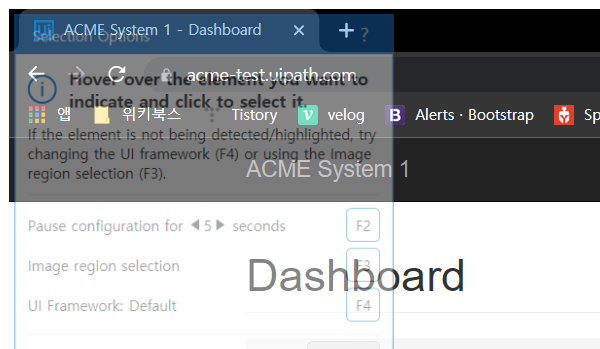 ACME System 1 - Dashboard
Selection Options ?
acme-test.uipath.com
Hover over the element you want to
indicate and click to select it.
앱 위키북스 Tistory velog Alerts · Bootstrap Sp
If the element is not being detected/highlighted, try
changing the UI framework (F4) or using the Image
region selection (F3).
ACME System 1
Pause configuration for 5 seconds F2
Image region selection F3
Dashboard
UI Framework: Default F4